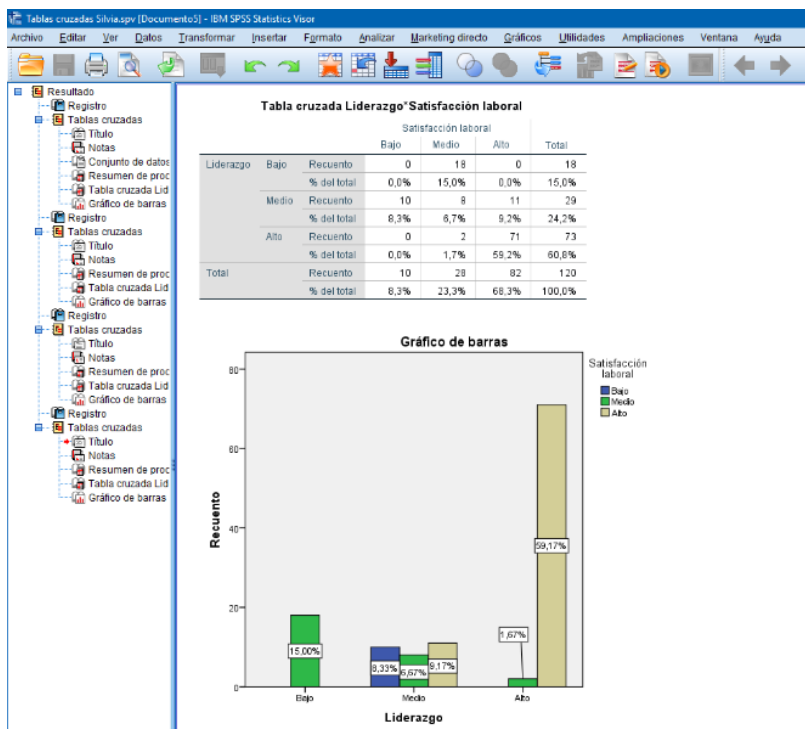 Tablas cruzadas Silvia.spv [Documento5] - IBM SPSS Statistics Visor
Archivo Editar Ver Datos Transformar Insertar Formato Analizar Marketing directo Gráficos Utilidades Ampliaciones Ventana Ayuda
Resultado
Registro
Tablas cruzadas
Título
Notas
Conjunto de datos
Resumen de proc
Tabla cruzada Lid
Gráfico de barras
Registro
Tablas cruzadas
Título
Notas
Resumen de proc
Tabla cruzada Lid
Gráfico de barras
Registro
Tablas cruzadas
Título
Notas
Resumen de proc
Tabla cruzada Lid
Gráfico de barras
Registro
Tablas cruzadas
Título
Notas
Resumen de proc
Tabla cruzada Lid
Gráfico de barras
Tabla cruzada Liderazgo*Satisfacción laboral
Satisfacción laboral
Bajo Medio Alto Total
Liderazgo Bajo Recuento 0 18 0 18
% del total 0,0% 15,0% 0,0% 15,0%
Medio Recuento 10 8 11 29
% del total 8,3% 6,7% 9,2% 24,2%
Alto Recuento 0 2 71 73
% del total 0,0% 1,7% 59,2% 60,8%
Total Recuento 10 28 82 120
% del total 8,3% 23,3% 68,3% 100,0%
Gráfico de barras
Satisfacción
laboral
Bajo
Medio
Alto
Recuento
80
60
40
20
0
15,00%
8,33%
6,67%
9,17%
1,67%
59,17%
Bajo Medio Alto
Liderazgo